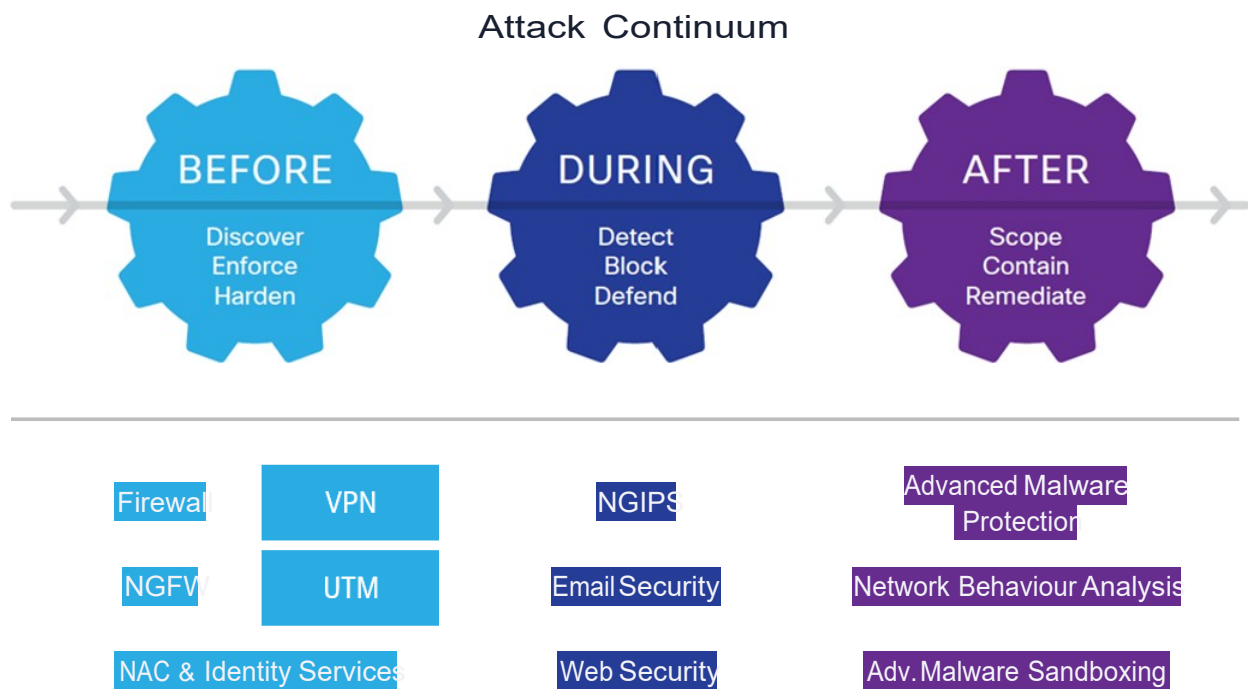 Attack Continuum
BEFORE
Discover
Enforce
Harden
DURING
Detect
Block
Defend
AFTER
Scope
Contain
Remediate
Firewall
VPN
NGIPS
Advanced Malware
Protection
NGFW
UTM
Email Security
Network Behaviour Analysis
NAC & Identity Services
Web Security
Adv. Malware Sandboxing